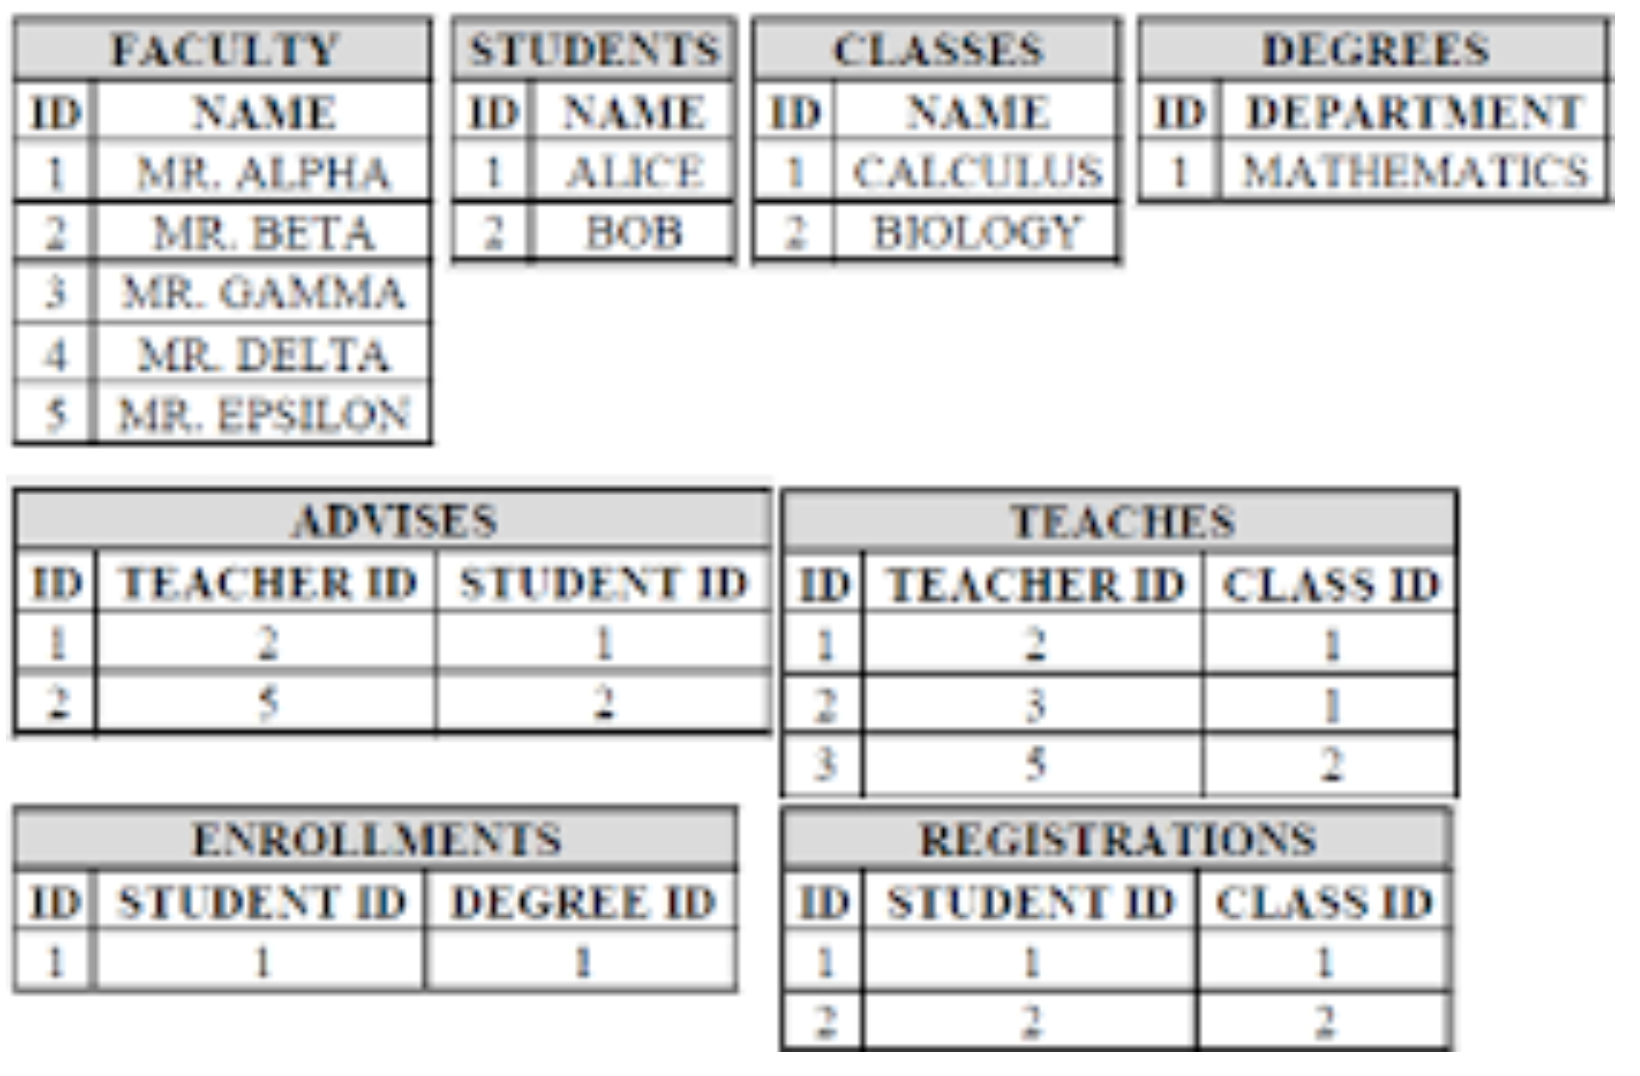 FACULTY
ID NAME
1 MR. ALPHA
2 MR. BETA
3 MR. GAMMA
4 MR. DELTA
5 MR. EPSILON
STUDENTS
ID NAME
1 ALICE
2 BOB
CLASSES
ID NAME
1 CALCULUS
2 BIOLOGY
DEGREES
ID DEPARTMENT
1 MATHEMATICS
ADVISES
ID TEACHER ID STUDENT ID
1 2 1
2 5 2
TEACHES
ID TEACHER ID CLASS ID
1 2 1
2 3 1
3 5 2
ENROLLMENTS
ID STUDENT ID DEGREE ID
1 1 1
REGISTRATIONS
ID STUDENT ID CLASS ID
1 1 1
2 2 2